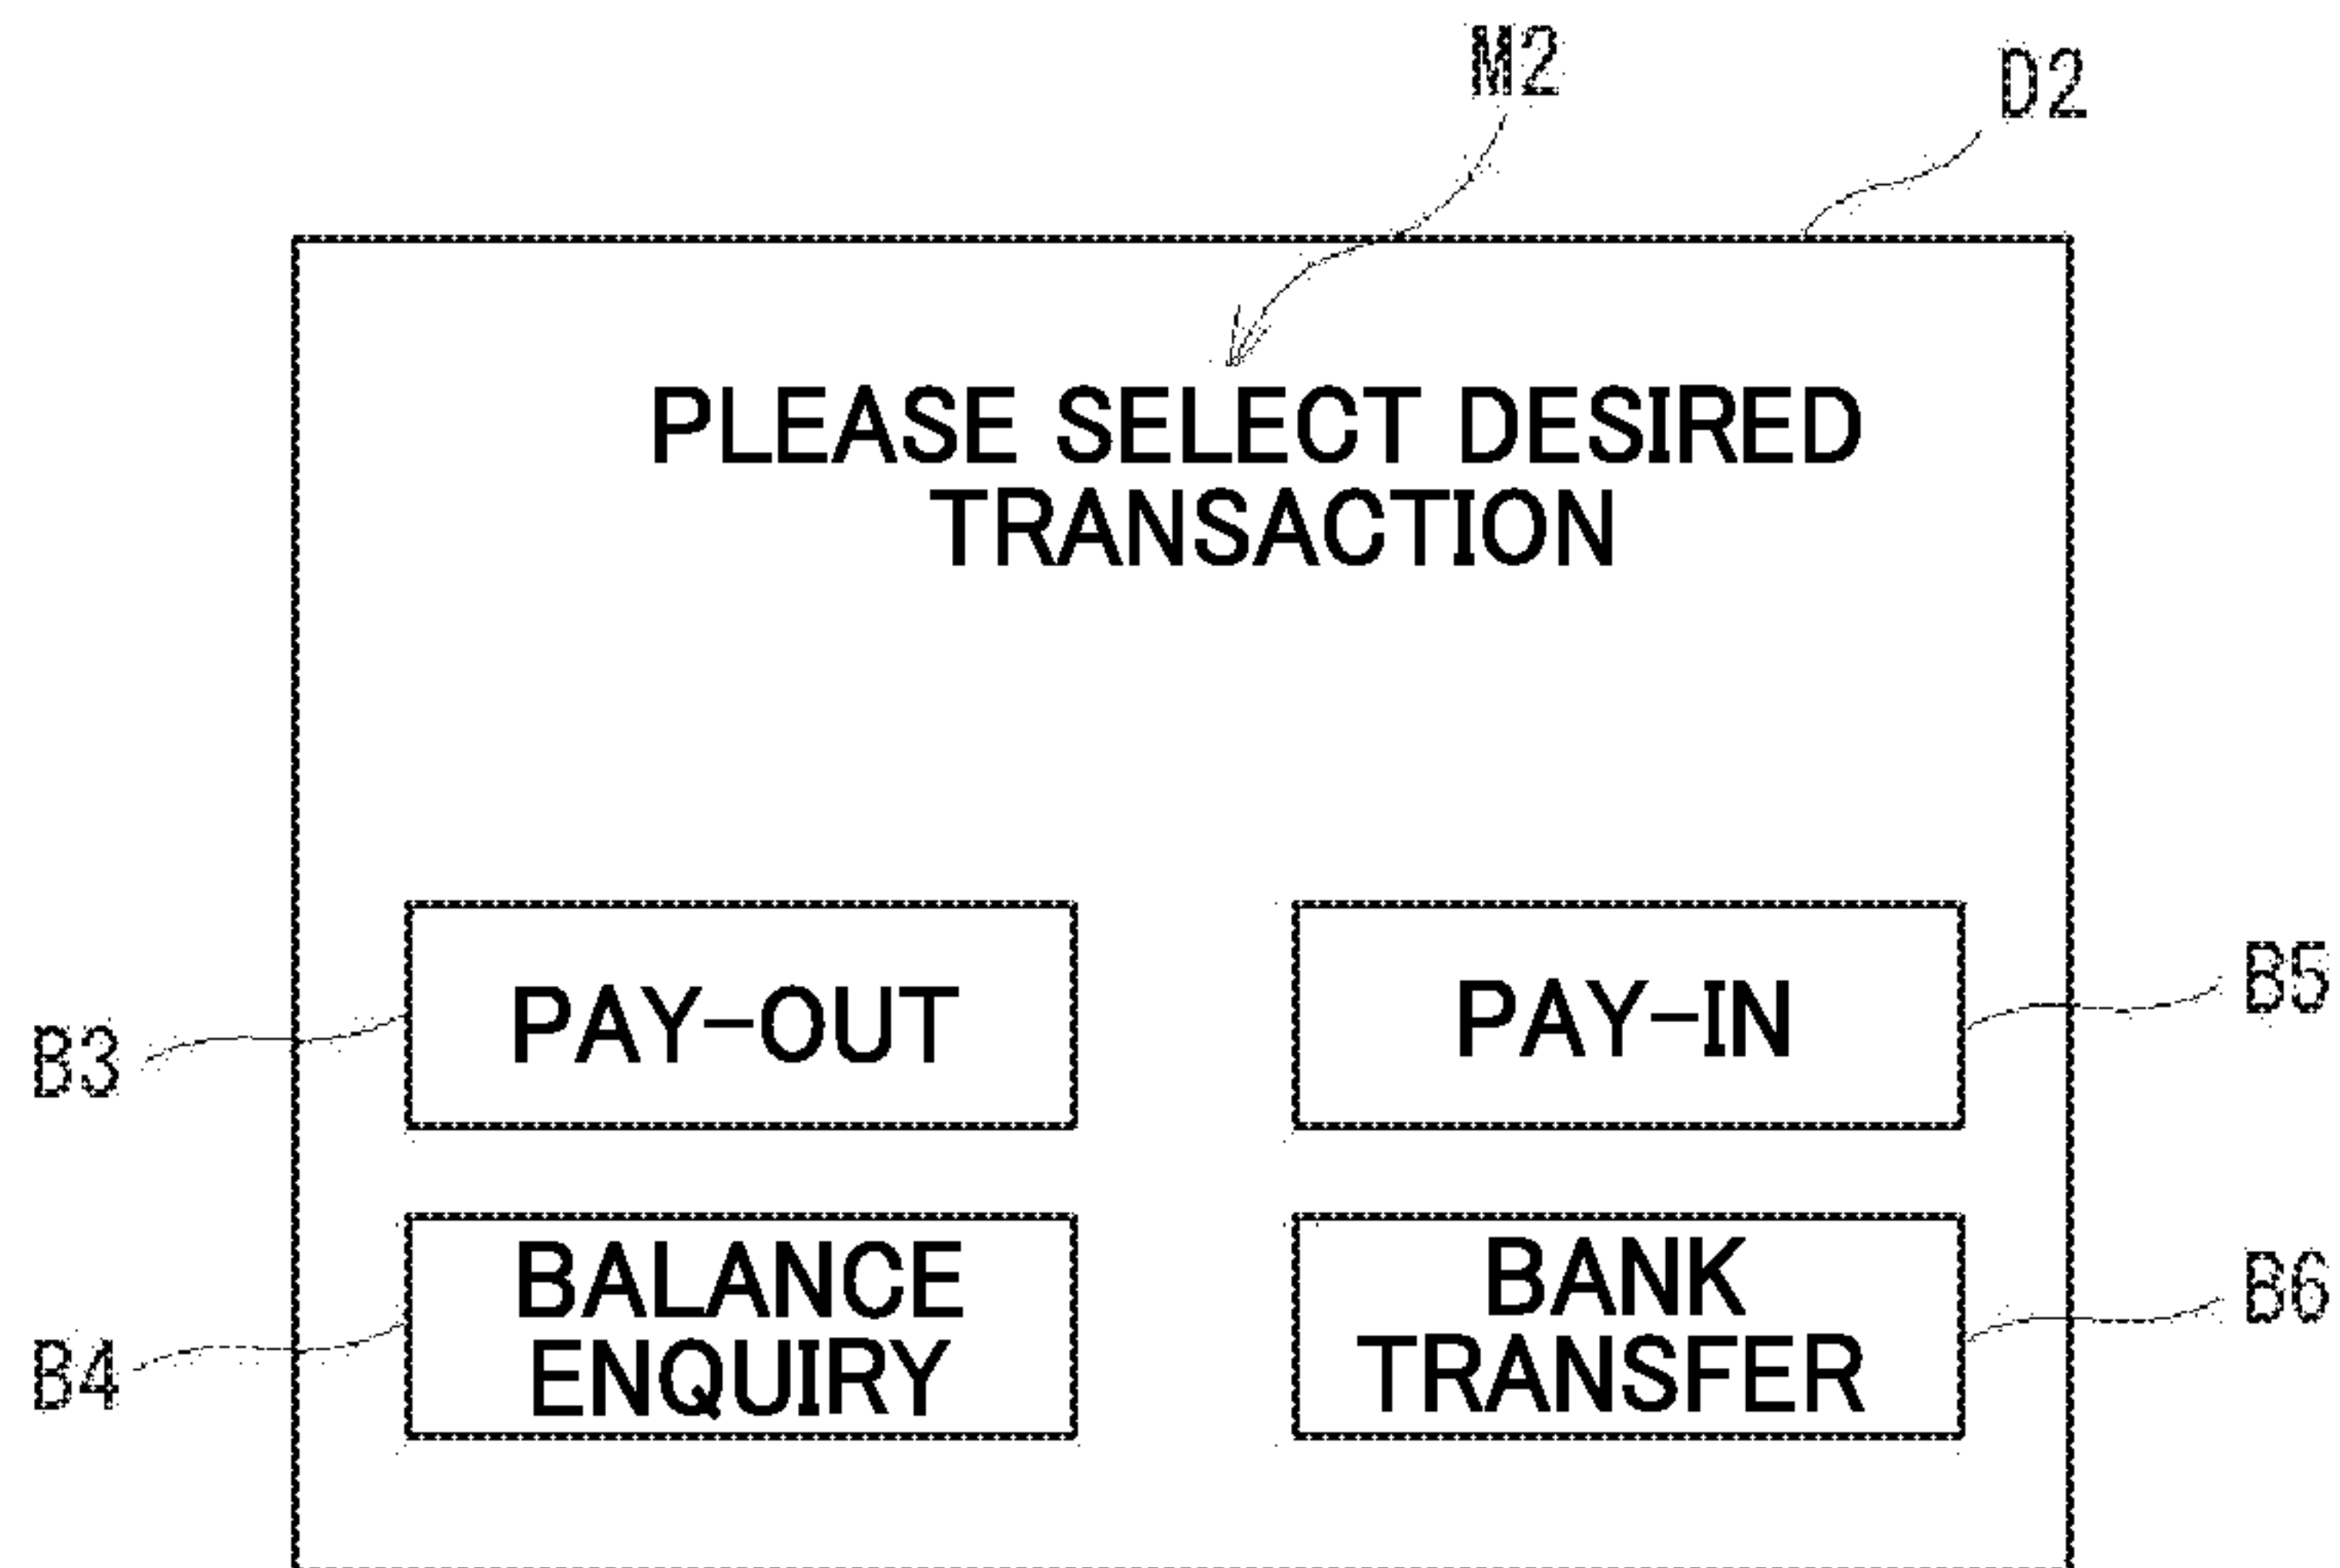 M2
D2
PLEASE SELECT DESIRED
TRANSACTION
PAY-OUT
PAY-IN
B3
B5
BALANCE
ENQUIRY
BANK
TRANSFER
B4
B6